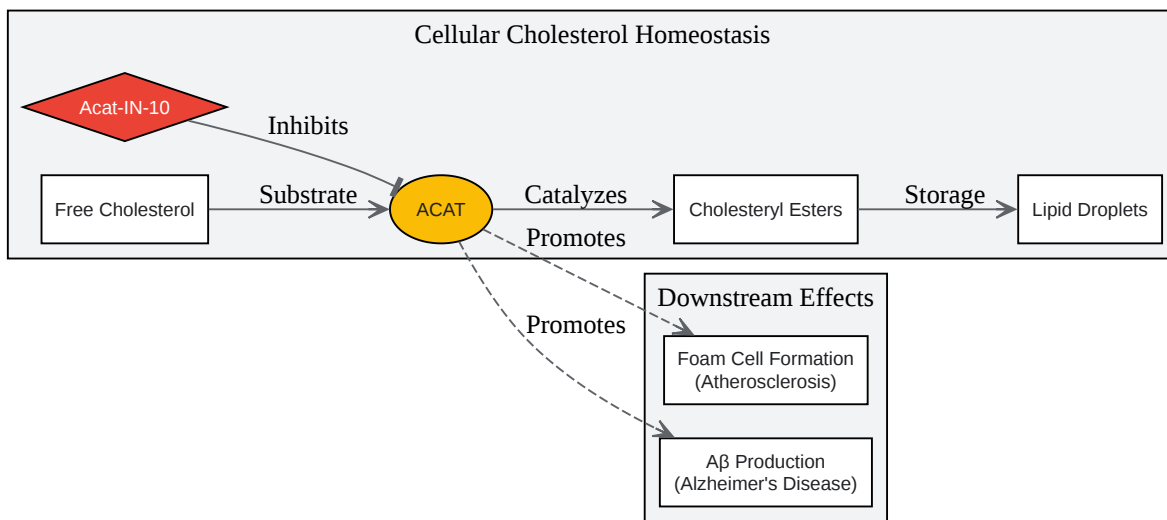 Cellular Cholesterol Homeostasis
Acat-IN-10
Inhibits
Free Cholesterol
Substrate
ACAT
Catalyzes
Cholesteryl Esters
Storage
Lipid Droplets
Promotes
Downstream Effects
Promotes
Foam Cell Formation
(Atherosclerosis)
Aβ Production
(Alzheimer's Disease)